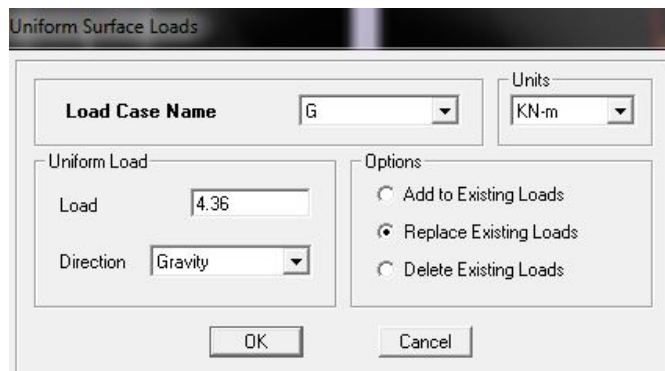 Uniform Surface Loads
Units
Load Case Name G KN-m
Uniform Load
Options
Load 4.36
Add to Existing Loads
Replace Existing Loads
Direction Gravity
Delete Existing Loads
OK Cancel